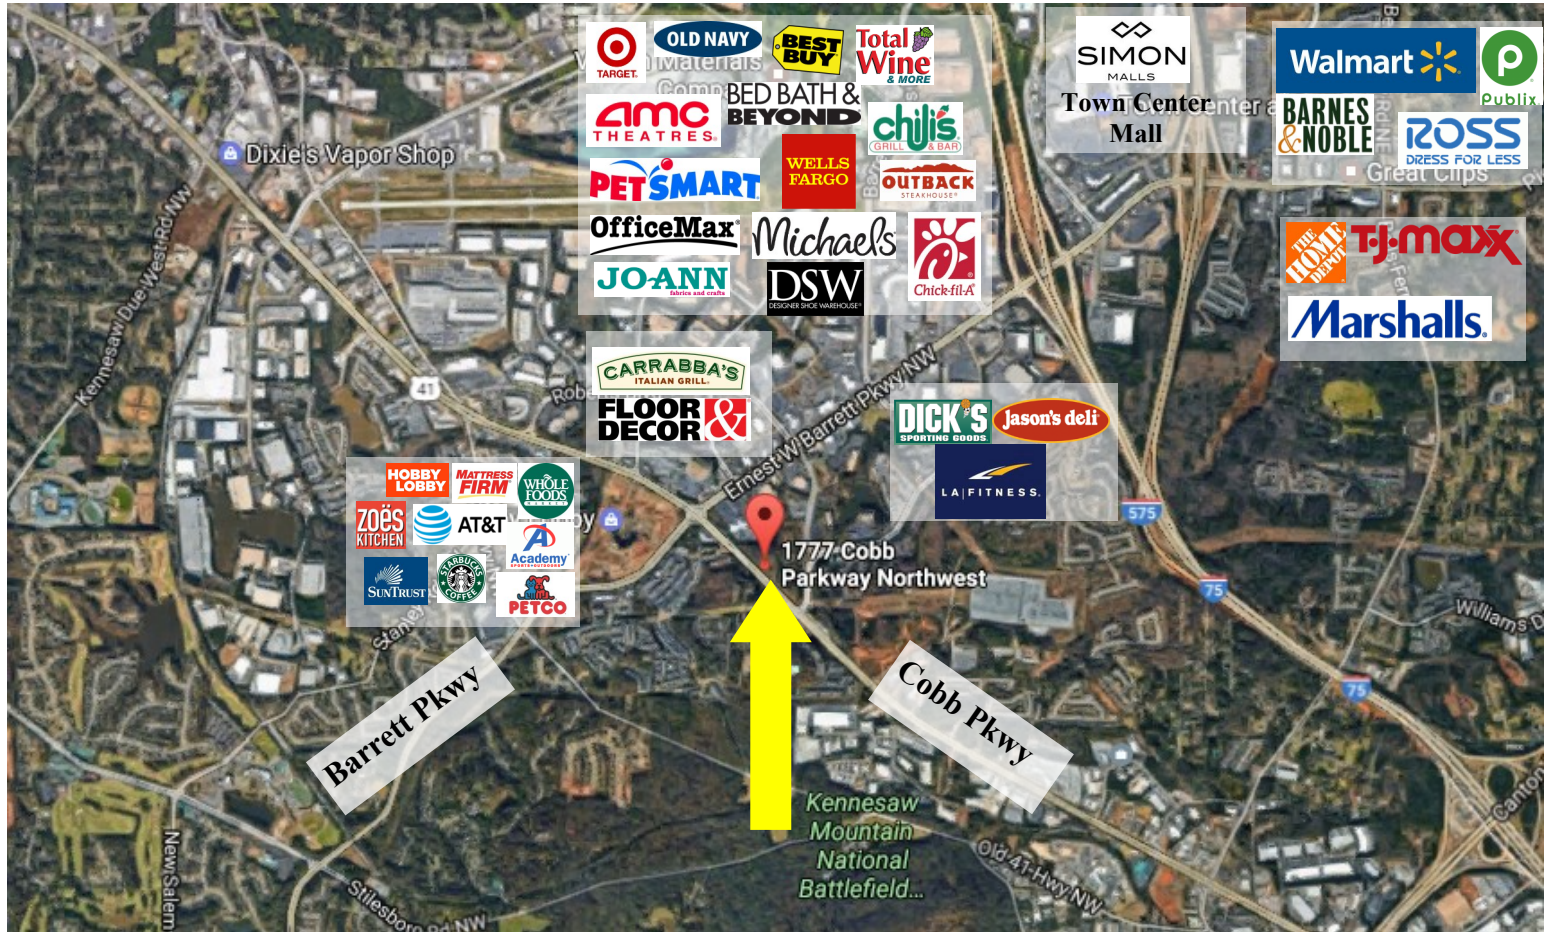 TARGET
OLD NAVY
BEST
BUY
Total
Wine
& MORE
amc
THEATRES
BED BATH &
BEYOND
chili's
GRILL & BAR
PETSMART
WELLS
FARGO
OUTBACK
STEAKHOUSE
OfficeMax
Michaels
Chick-fil-A
JO-ANN
fabrics and crafts
DSW
DESIGNER SHOE WAREHOUSE
SIMON
MALLS
Town Center
Mall
Walmart
Publix
BARNES
&NOBLE
ROSS
DRESS FOR LESS
Great Clips
THE
HOME
DEPOT
T·J·maxx
Marshalls.
Dixie's Vapor Shop
Kennesaw Due West Rd NW
41
CARRABBA'S
ITALIAN GRILL
FLOOR
& DECOR
Ernest W Barrett Pkwy NW
DICK'S
SPORTING GOODS
Jason's deli
LA|FITNESS.
HOBBY
LOBBY
MATTRESS
FIRM
WHOLE
FOODS
MARKET
ZOËS
KITCHEN
AT&T
Academy
SPORTS+OUTDOORS
SUNTRUST
STARBUCKS
COFFEE
PETCO
1777 Cobb
Parkway Northwest
575
75
75
Barrett Pkwy
Cobb Pkwy
Kennesaw
Mountain
National
Battlefield...
Old 41 Hwy NW
New Salem
Stilesboro Rd NW
Canton